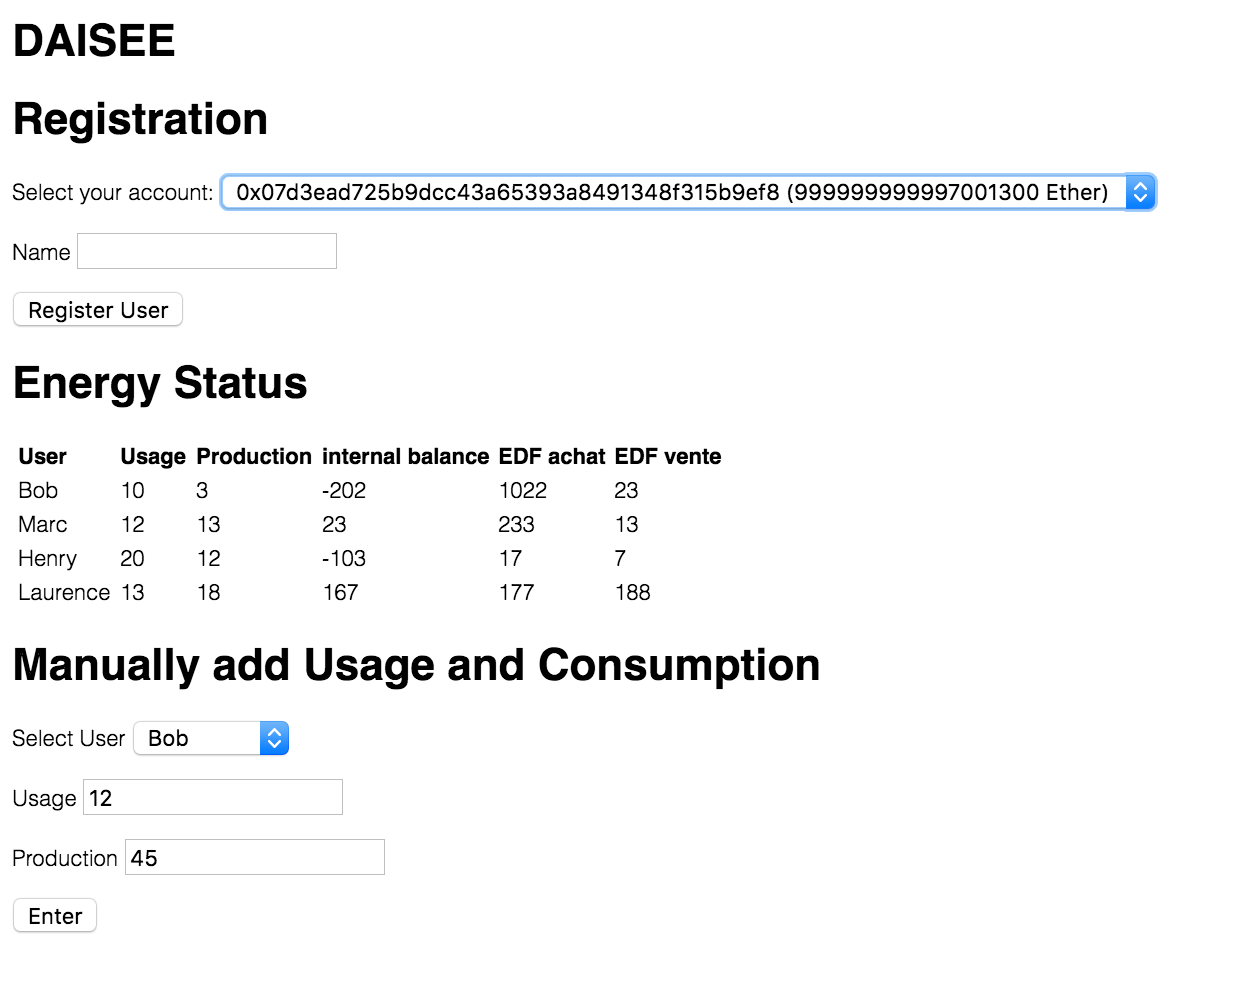 DAISEE
Registration
Select your account: 0x07d3ead725b9dcc43a65393a8491348f315b9ef8 (999999999997001300 Ether)
Name
Register User
Energy Status
User Usage Production internal balance EDF achat EDF vente
Bob 10 3 -202 1022 23
Marc 12 13 23 233 13
Henry 20 12 -103 17 7
Laurence 13 18 167 177 188
Manually add Usage and Consumption
Select User Bob
Usage 12
Production 45
Enter